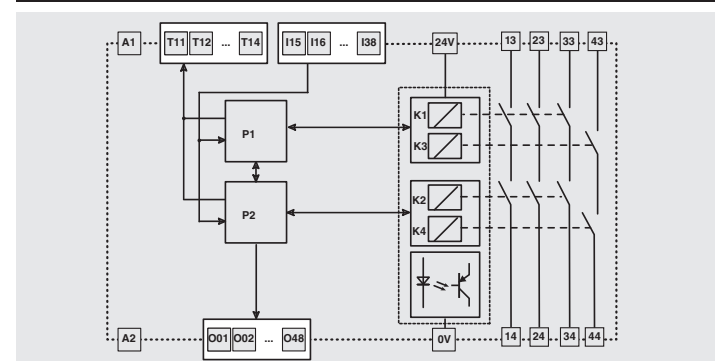 A1 T11 T12 ... T14 I15 I16 ... I38 24V 13 23 33 43
K1
P1
K3
K2
P2
K4
A2 O01 O02 ... O48 0V 14 24 34 44